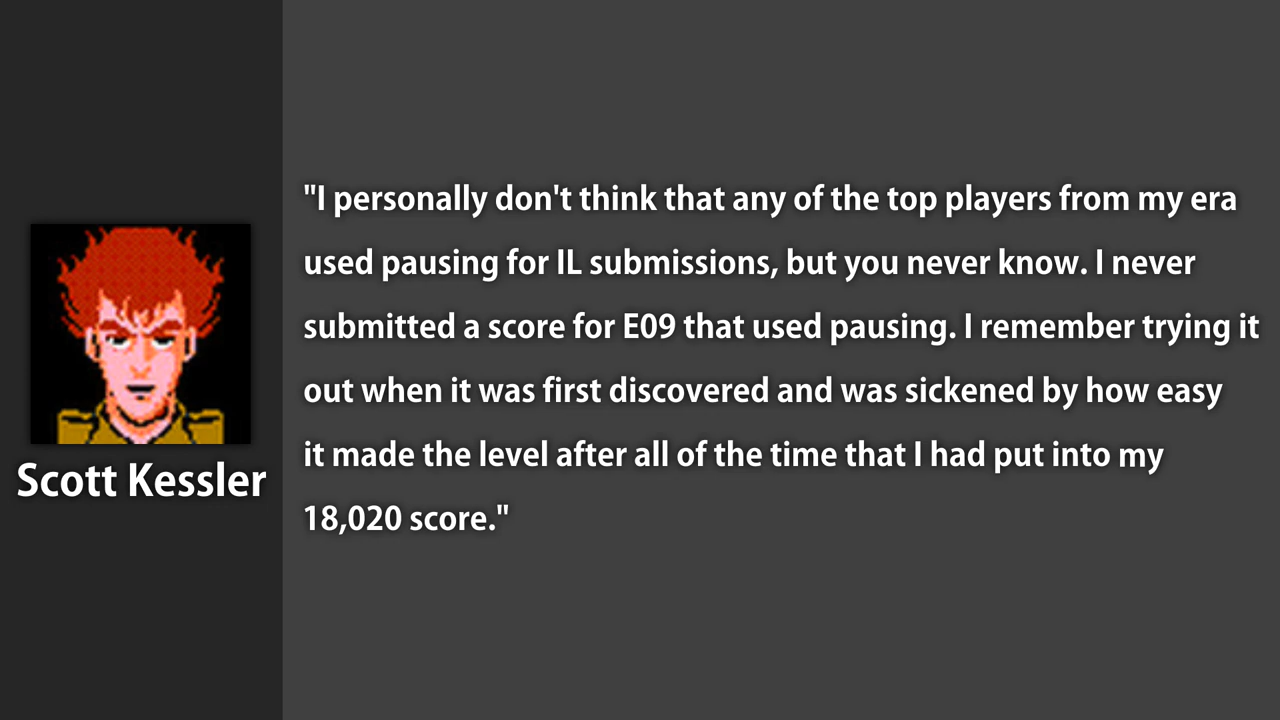 "I personally don't think that any of the top players from my era
used pausing for IL submissions, but you never know. I never
submitted a score for E09 that used pausing. I remember trying it
out when it was first discovered and was sickened by how easy
it made the level after all of the time that I had put into my
18,020 score."
Scott Kessler